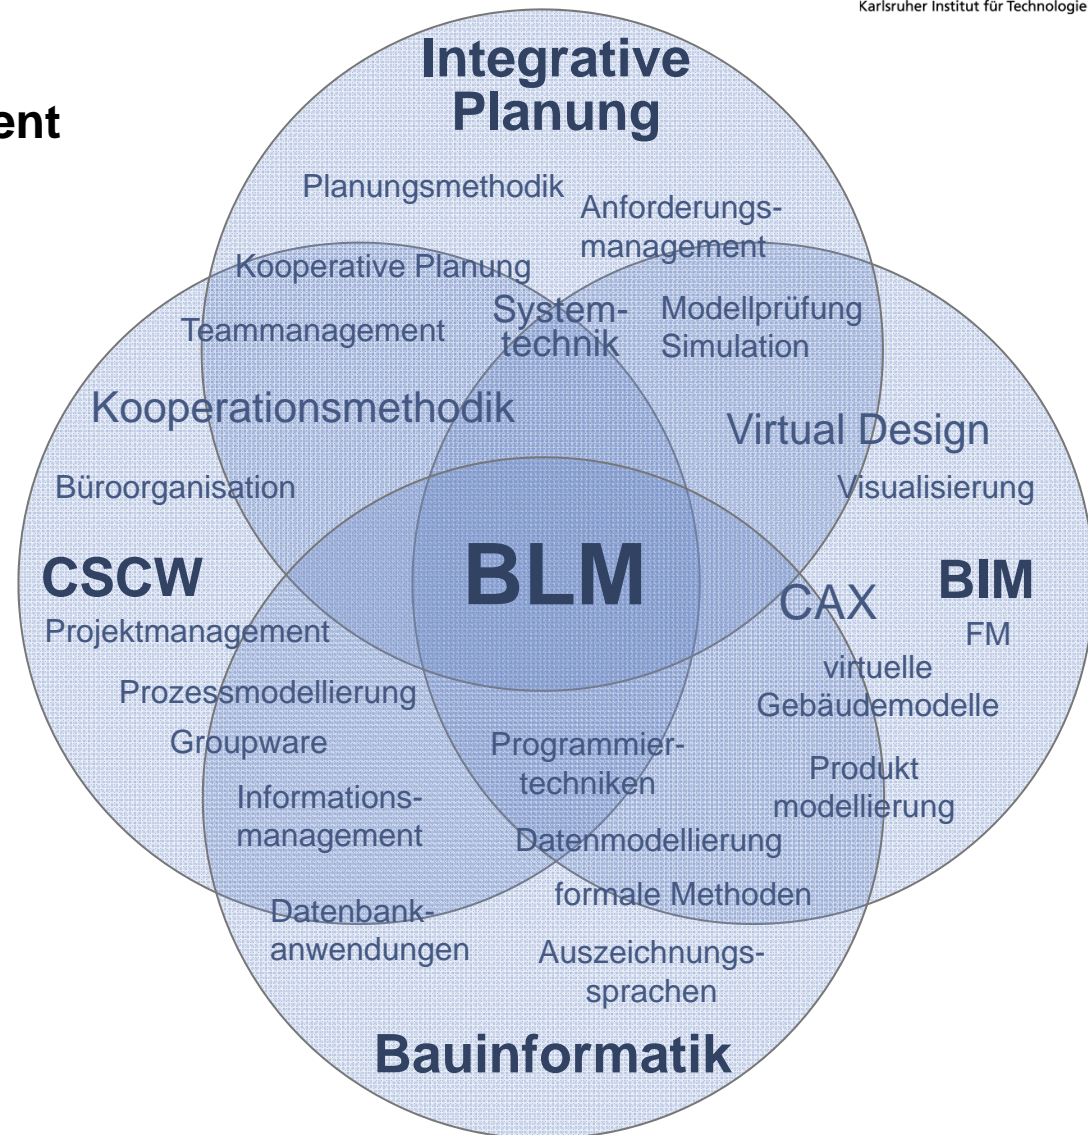 Karlsruher Institut für Technologie
ent
Integrative
Planung
Planungsmethodik
Anforderungs-
management
Kooperative Planung
System-
technik
Modellprüfung
Simulation
Teammanagement
Kooperationsmethodik
Virtual Design
Büroorganisation
Visualisierung
CSCW
BLM
CAX
BIM
Projektmanagement
FM
virtuelle
Gebäudemodelle
Prozessmodellierung
Groupware
Programmier-
techniken
Produkt
modellierung
Informations-
management
Datenmodellierung
formale Methoden
Datenbank-
anwendungen
Auszeichnungs-
sprachen
Bauinformatik